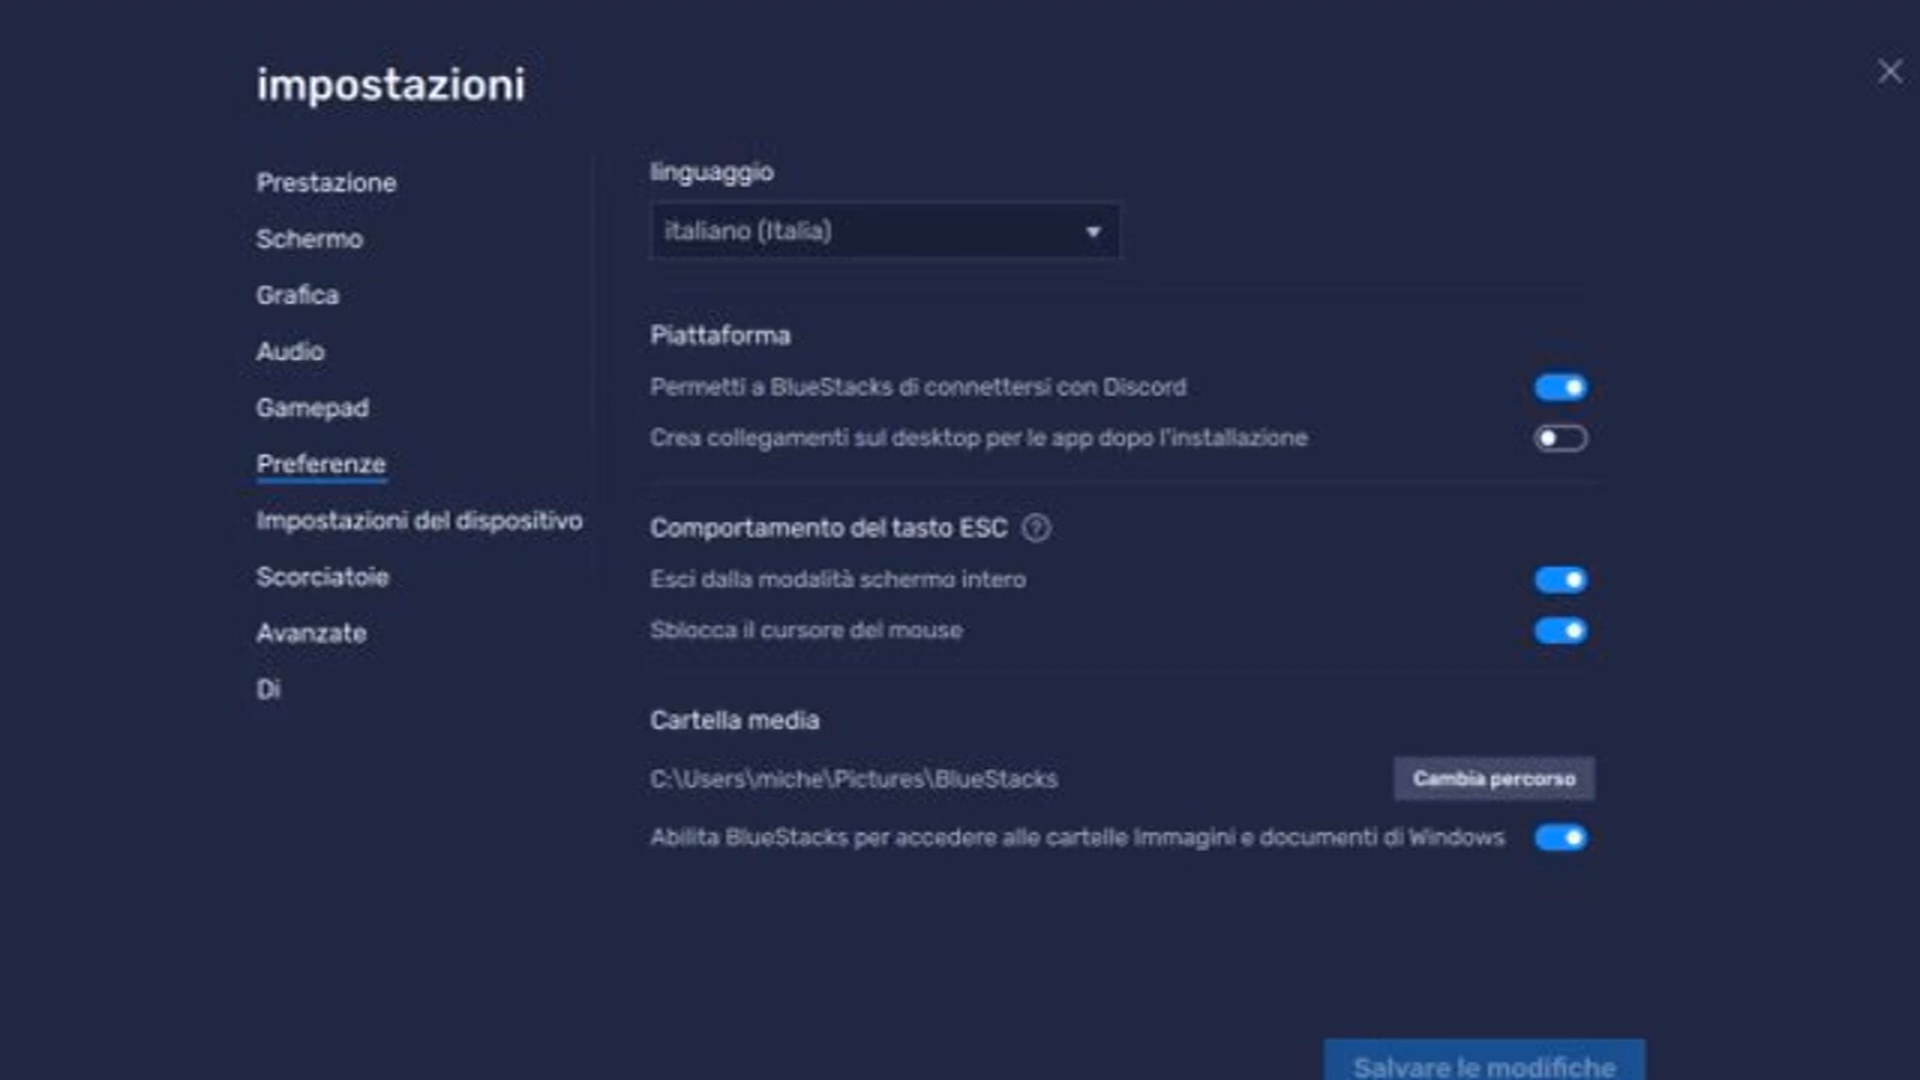 impostazioni
Prestazione
Schermo
Grafica
Audio
Gamepad
Preferenze
Impostazioni del dispositivo
Scorciatoie
Avanzate
Di
linguaggio
italiano (Italia)
Piattaforma
Permetti a BlueStacks di connettersi con Discord
Crea collegamenti sul desktop per le app dopo l'installazione
Comportamento del tasto ESC ?
Esci dalla modalità schermo intero
Sblocca il cursore del mouse
Cartella media
C:\Users\miche\Pictures\BlueStacks
Cambia percorso
Abilita BlueStacks per accedere alle cartelle Immagini e documenti di Windows
Salvare le modifiche